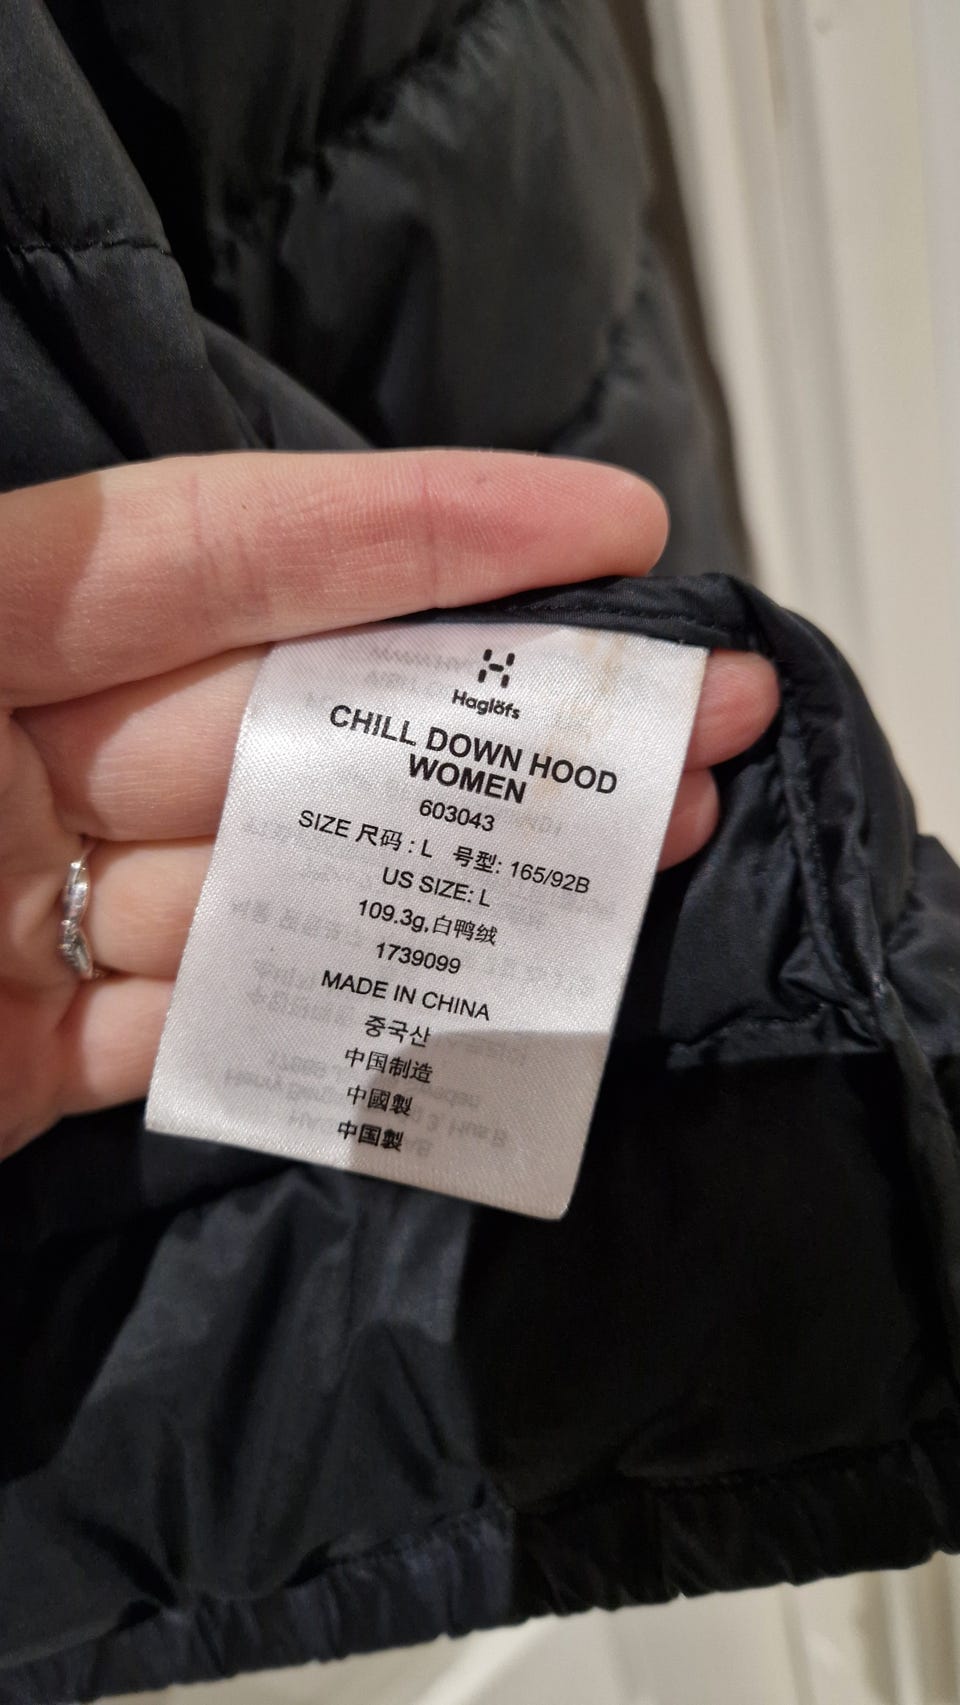 Haglöfs
CHILL DOWN HOOD
WOMEN
603043
SIZE 尺码 : L 号型: 165/92B
US SIZE: L
109.3g,白鸭绒
1739099
MADE IN CHINA
중국산
中国制造
中國製
中国製